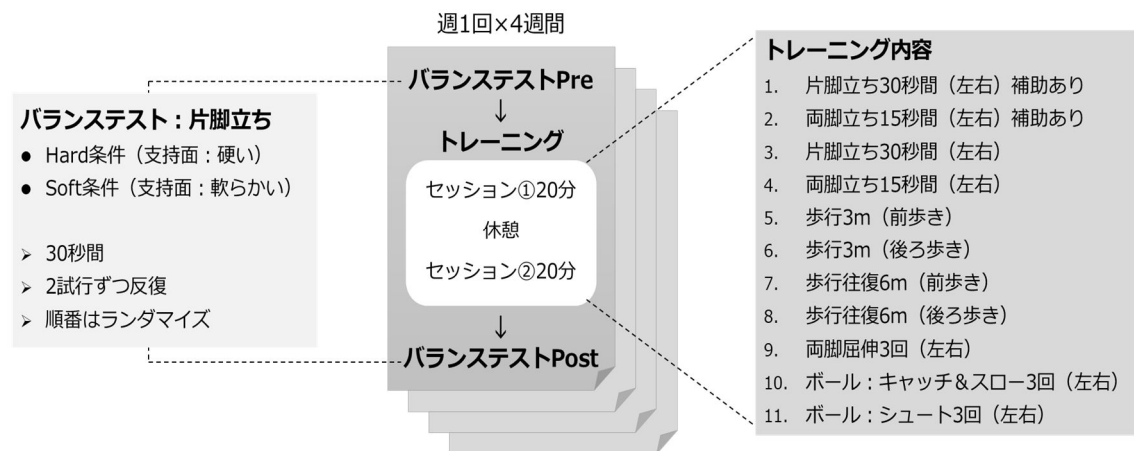 週1回×4週間
バランステストPre
↓
トレーニング
セッション①20分
休憩
セッション②20分
↓
バランステストPost
バランステスト：片脚立ち
● Hard条件（支持面：硬い）
● Soft条件（支持面：軟らかい）
➢ 30秒間
➢ 2試行ずつ反復
➢ 順番はランダマイズ
トレーニング内容
1. 片脚立ち30秒間（左右）補助あり
2. 両脚立ち15秒間（左右）補助あり
3. 片脚立ち30秒間（左右）
4. 両脚立ち15秒間（左右）
5. 歩行3m（前歩き）
6. 歩行3m（後ろ歩き）
7. 歩行往復6m（前歩き）
8. 歩行往復6m（後ろ歩き）
9. 両脚屈伸3回（左右）
10. ボール：キャッチ＆スロー3回（左右）
11. ボール：シュート3回（左右）